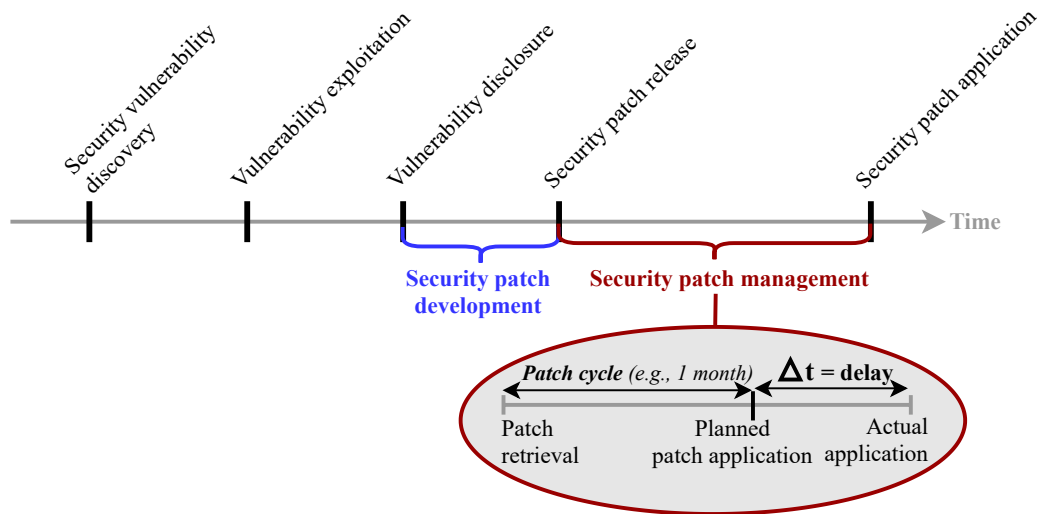 Security vulnerability
discovery
Vulnerability exploitation
Vulnerability disclosure
Security patch release
Security patch application
Time
Security patch
development
Security patch management
Patch cycle (e.g., 1 month)
Δt = delay
Patch
retrieval
Planned
patch application
Actual
application